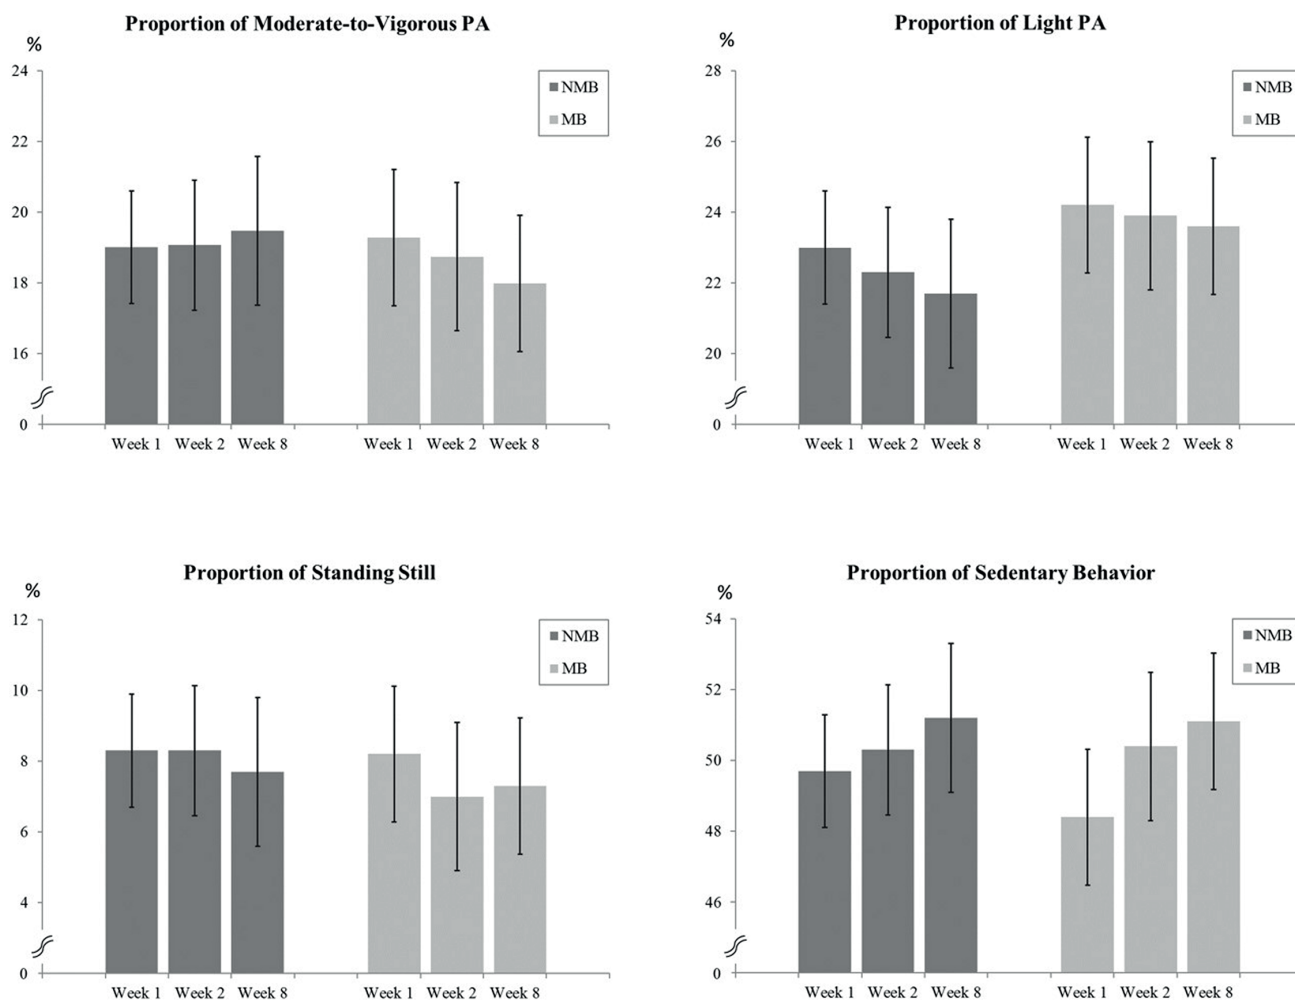 Proportion of Moderate-to-Vigorous PA
%
24
22
20
18
16
0
NMB
MB
Week 1 Week 2 Week 8 Week 1 Week 2 Week 8
Proportion of Light PA
%
28
26
24
22
20
0
NMB
MB
Week 1 Week 2 Week 8 Week 1 Week 2 Week 8
Proportion of Standing Still
%
12
10
8
6
4
0
NMB
MB
Week 1 Week 2 Week 8 Week 1 Week 2 Week 8
Proportion of Sedentary Behavior
%
54
52
50
48
46
0
NMB
MB
Week 1 Week 2 Week 8 Week 1 Week 2 Week 8